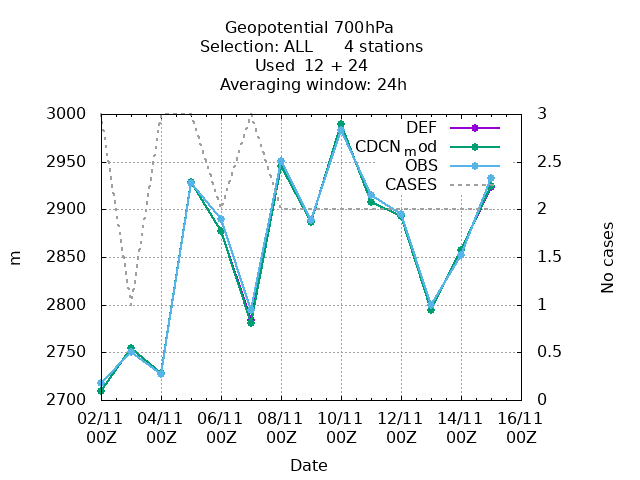 Geopotential 700hPa
Selection: ALL      4 stations
Used  12 + 24
Averaging window: 24h
3000
2950
2900
2850
2800
2750
2700
m
3
2.5
2
1.5
1
0.5
0
No cases
DEF
CDCN_mod
OBS
CASES
02/11 04/11 06/11 08/11 10/11 12/11 14/11 16/11
00Z 00Z 00Z 00Z 00Z 00Z 00Z 00Z
Date